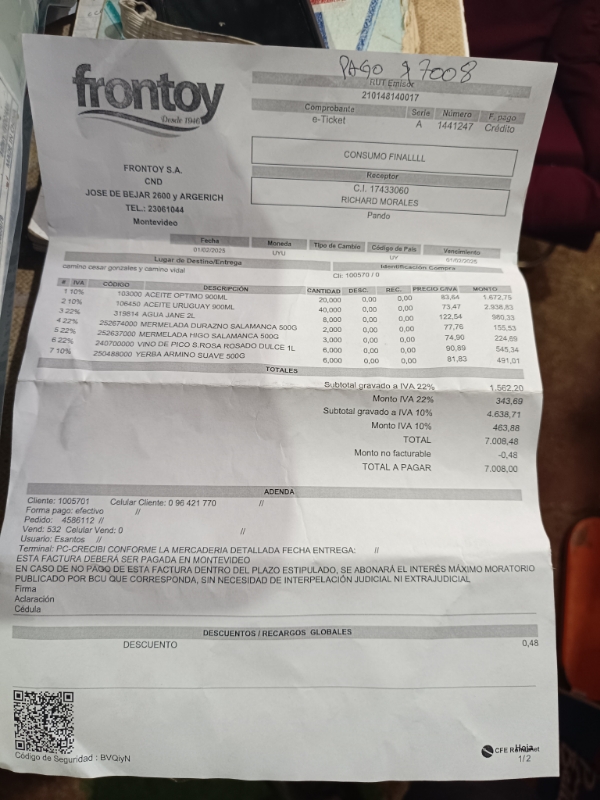 PAGO $ 7008
frontoy
Desde 1946
RUT Emisor
210148140017
Comprobante Serie Número F. pago
e-Ticket A 1441247 Crédito
CONSUMO FINALLLL
Receptor
C.I. 17433060
RICHARD MORALES
Pando
FRONTOY S.A.
CND
JOSE DE BEJAR 2600 y ARGERICH
TEL.: 23061044
Montevideo
Fecha Moneda Tipo de Cambio Código de País Vencimiento
01/02/2025 UYU UY 01/03/2025
Lugar de Destino/Entrega Identificación Compra
camino cesar gonzales y camino vidal Cli: 100570 / 0
# IVA CÓDIGO DESCRIPCIÓN CANTIDAD DESC. REC. PRECIO C/IVA MONTO
1 10% 103000 ACEITE OPTIMO 900ML 20,000 0,00 0,00 83,64 1.672,75
2 10% 106450 ACEITE URUGUAY 900ML 40,000 0,00 0,00 73,47 2.938,83
3 22% 319814 AGUA JANE 2L 8,000 0,00 0,00 122,54 980,33
4 22% 252674000 MERMELADA DURAZNO SALAMANCA 500G 2,000 0,00 0,00 77,76 155,53
5 22% 252637000 MERMELADA HIGO SALAMANCA 500G 3,000 0,00 0,00 74,90 224,69
6 22% 240700000 VINO DE PICO S.ROSA ROSADO DULCE 1L 6,000 0,00 0,00 90,89 545,34
7 10% 250488000 YERBA ARMINO SUAVE 500G 6,000 0,00 0,00 81,83 491,01
TOTALES
Subtotal gravado a IVA 22% 1.562,20
Monto IVA 22% 343,69
Subtotal gravado a IVA 10% 4.638,71
Monto IVA 10% 463,88
TOTAL 7.008,48
Monto no facturable -0,48
TOTAL A PAGAR 7.008,00
ADENDA
Cliente: 1005701 Celular Cliente: 0 96 421 770 //
Forma pago: efectivo //
Pedido: 4586112 //
Vend: 532 Celular Vend: 0 //
Usuario: Esantos //
Terminal: PC-CRECIBI CONFORME LA MERCADERIA DETALLADA FECHA ENTREGA: //
ESTA FACTURA DEBERÁ SER PAGADA EN MONTEVIDEO
EN CASO DE NO PAGO DE ESTA FACTURA DENTRO DEL PLAZO ESTIPULADO, SE ABONARÁ EL INTERÉS MÁXIMO MORATORIO
PUBLICADO POR BCU QUE CORRESPONDA, SIN NECESIDAD DE INTERPELACIÓN JUDICIAL NI EXTRAJUDICIAL
Firma
Aclaración
Cédula
DESCUENTOS / RECARGOS GLOBALES
DESCUENTO 0,48
Código de Seguridad : BVQiyN
CFE
Hoja
1/2